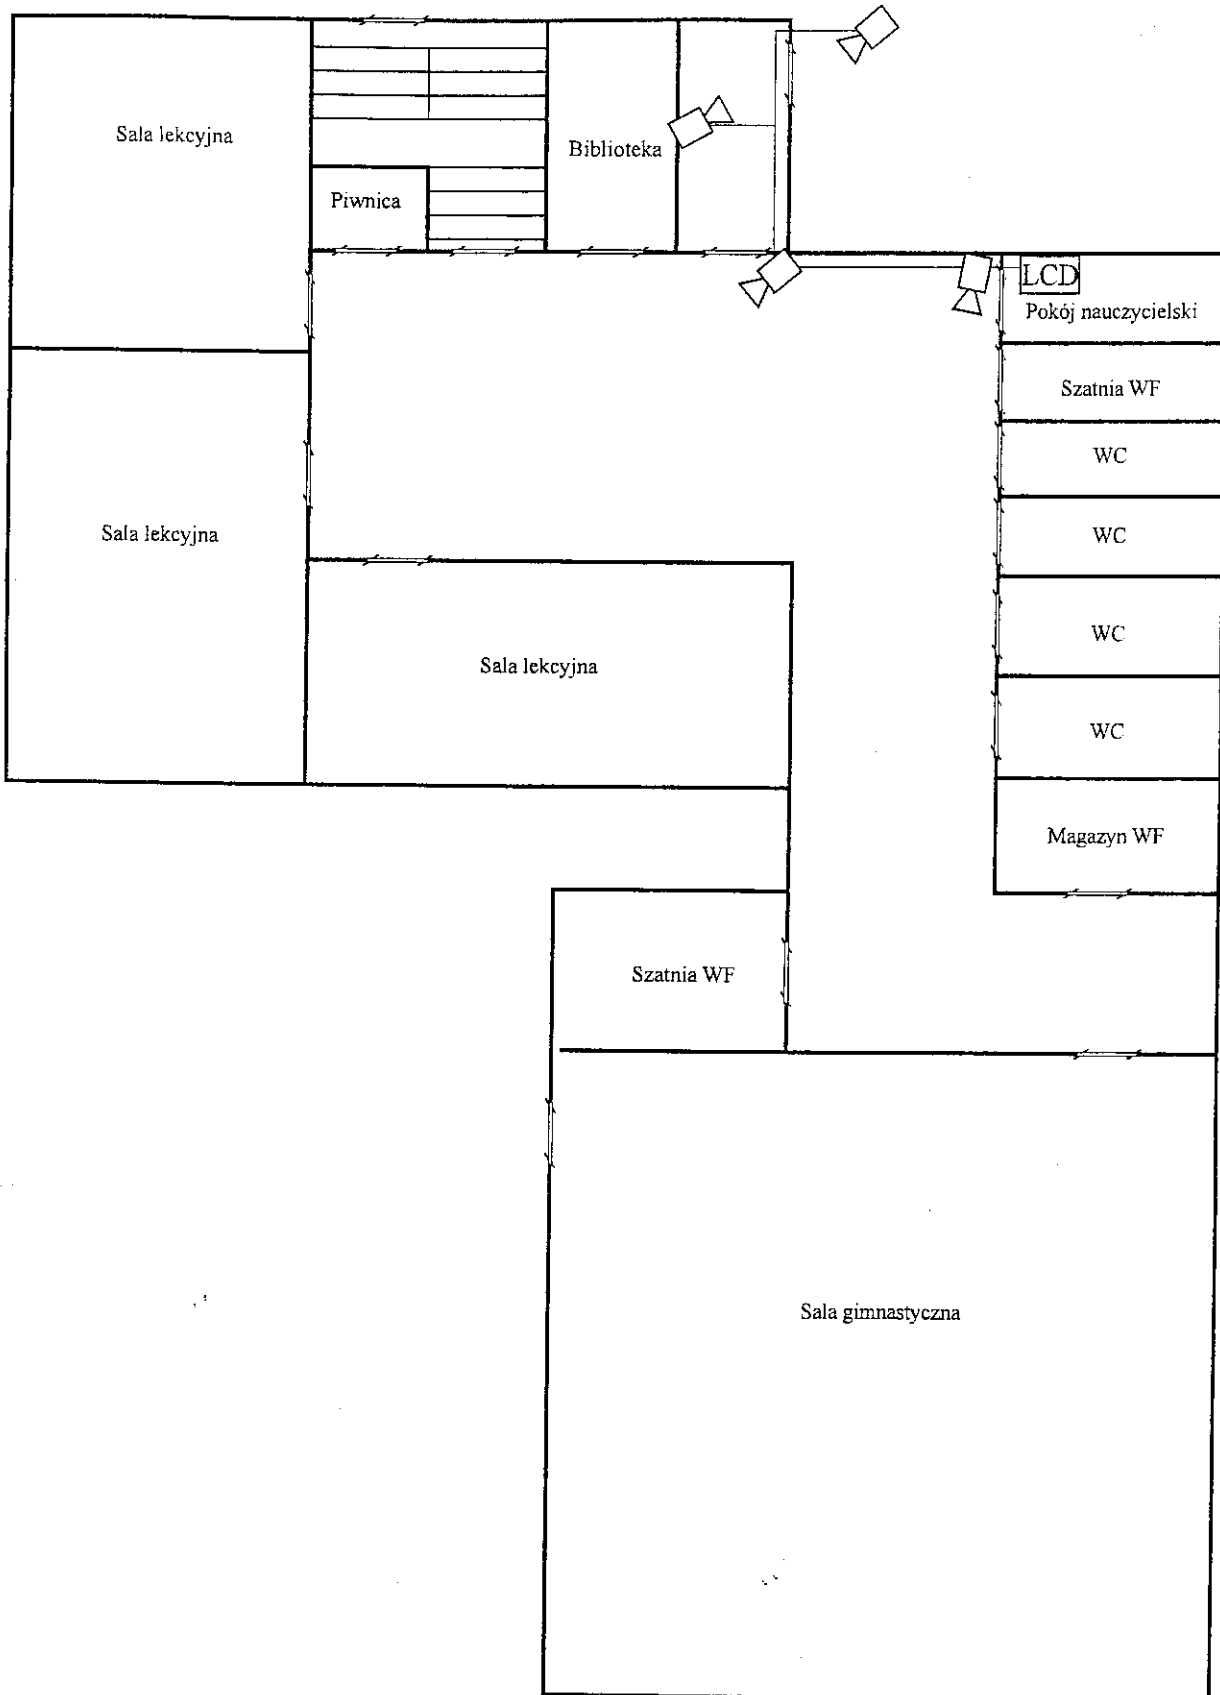 Sala lekcyjna
Biblioteka
Piwnica
LCD
Pokój nauczycielski
Szatnia WF
WC
Sala lekcyjna
WC
WC
Sala lekcyjna
WC
Magazyn WF
Szatnia WF
Sala gimnastyczna